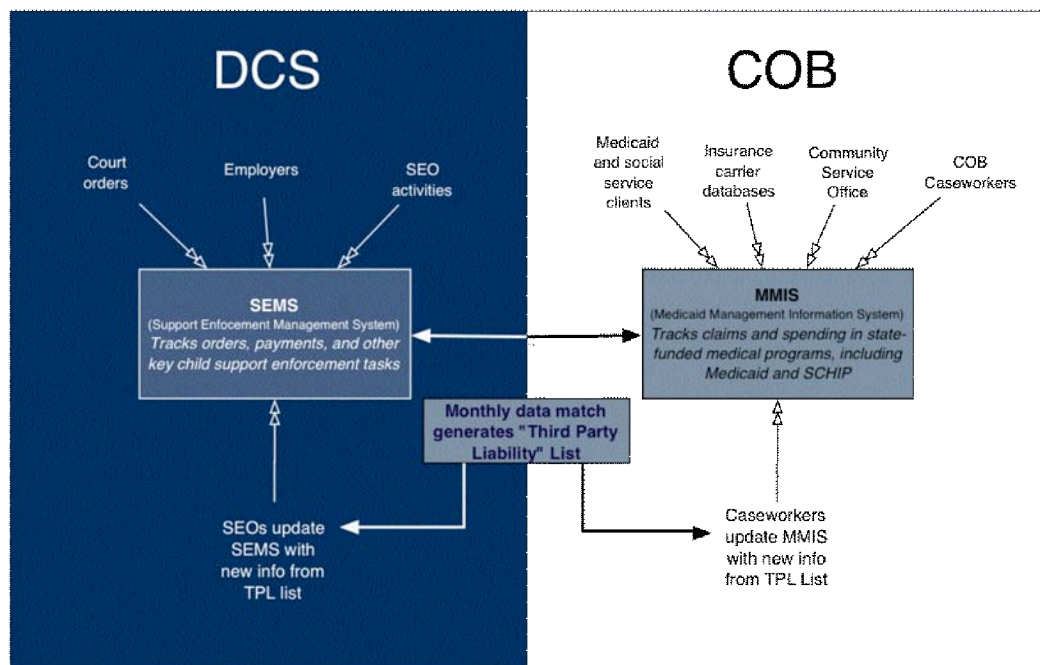 DCS
Court
orders
Employers
SEO
activities
SEMS
(Support Enfocement Management System)
Tracks orders, payments, and other
key child support enforcement tasks
SEOs update
SEMS with
new info from
TPL list
Monthly data match
generates "Third Party
Liability" List
COB
Medicaid
and social
service
clients
Insurance
carrier
databases
Community
Service
Office
COB
Caseworkers
MMIS
(Medicaid Management Information System)
Tracks claims and spending in state-
funded medical programs, including
Medicaid and SCHIP
Caseworkers
update MMIS
with new info
from TPL List